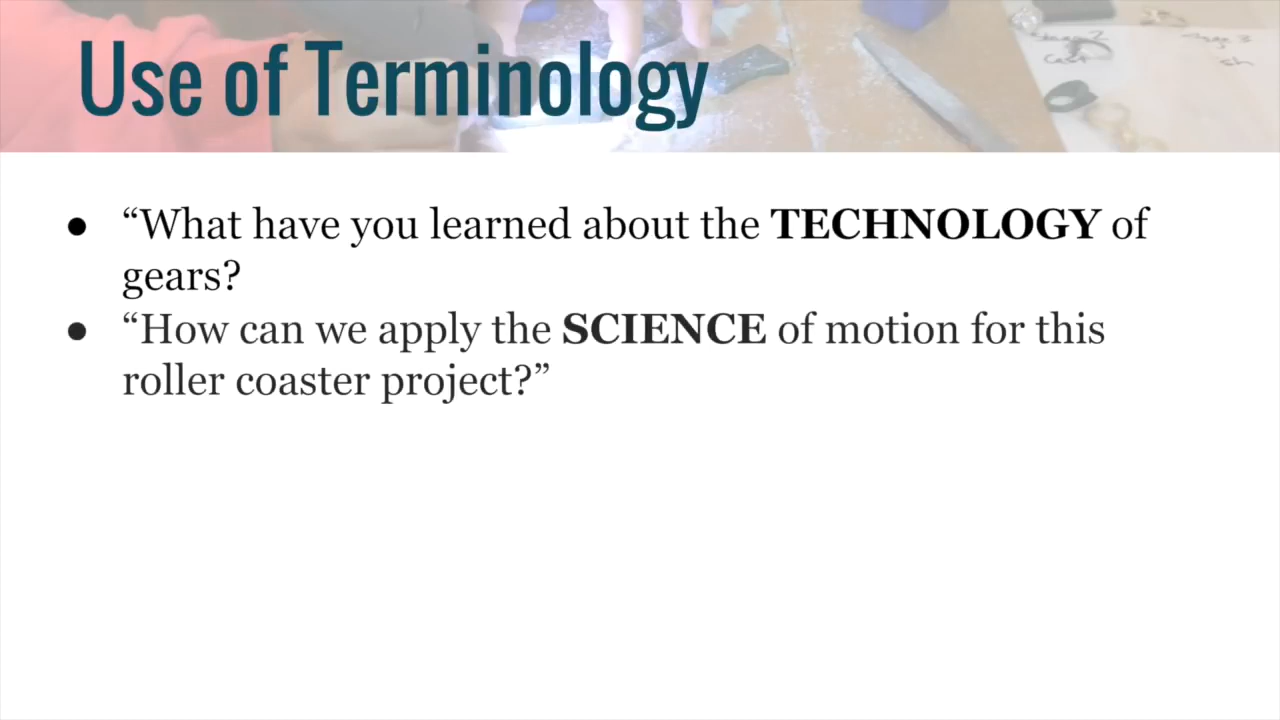 Use of Terminology
● “What have you learned about the TECHNOLOGY of
gears?
● “How can we apply the SCIENCE of motion for this
roller coaster project?”